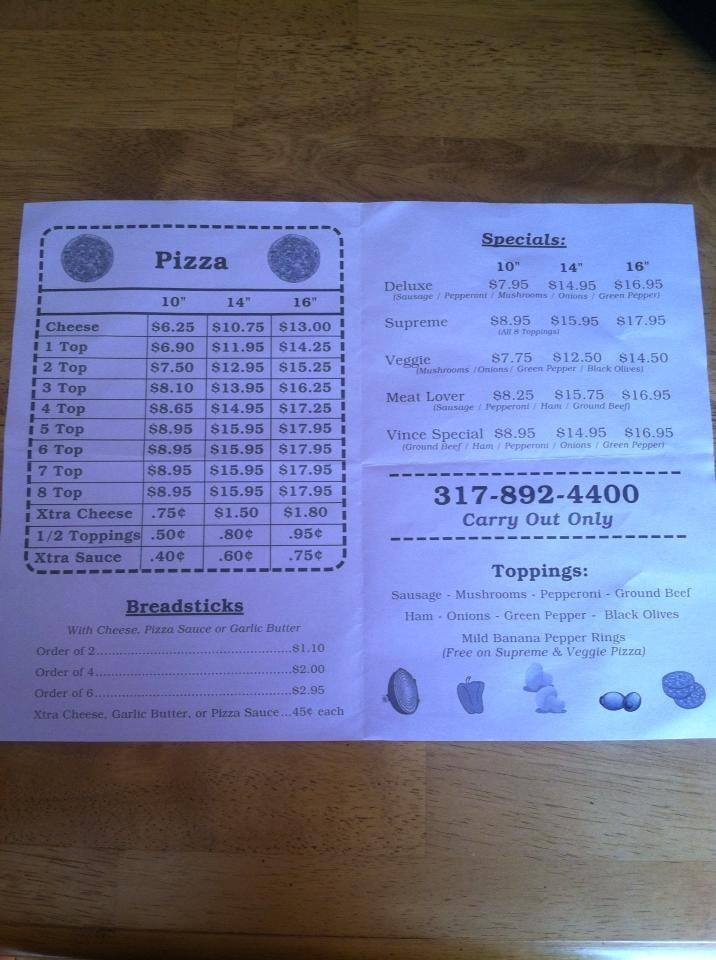 Pizza
10" 14" 16"
Cheese $6.25 $10.75 $13.00
1 Top $6.90 $11.95 $14.25
2 Top $7.50 $12.95 $15.25
3 Top $8.10 $13.95 $16.25
4 Top $8.65 $14.95 $17.25
5 Top $8.95 $15.95 $17.95
6 Top $8.95 $15.95 $17.95
7 Top $8.95 $15.95 $17.95
8 Top $8.95 $15.95 $17.95
Xtra Cheese .75¢ $1.50 $1.80
1/2 Toppings .50¢ .80¢ .95¢
Xtra Sauce .40¢ .60¢ .75¢
Breadsticks
With Cheese, Pizza Sauce or Garlic Butter
Order of 2..........................................$1.10
Order of 4..........................................$2.00
Order of 6..........................................$2.95
Xtra Cheese, Garlic Butter, or Pizza Sauce...45¢ each
Specials:
10" 14" 16"
Deluxe $7.95 $14.95 $16.95
(Sausage / Pepperoni / Mushrooms / Onions / Green Pepper)
Supreme $8.95 $15.95 $17.95
(All 8 Toppings)
Veggie $7.75 $12.50 $14.50
(Mushrooms /Onions/ Green Pepper / Black Olives)
Meat Lover $8.25 $15.75 $16.95
(Sausage / Pepperoni / Ham / Ground Beef)
Vince Special $8.95 $14.95 $16.95
(Ground Beef / Ham / Pepperoni / Onions / Green Pepper)
317-892-4400
Carry Out Only
Toppings:
Sausage - Mushrooms - Pepperoni - Ground Beef
Ham - Onions - Green Pepper - Black Olives
Mild Banana Pepper Rings
(Free on Supreme & Veggie Pizza)